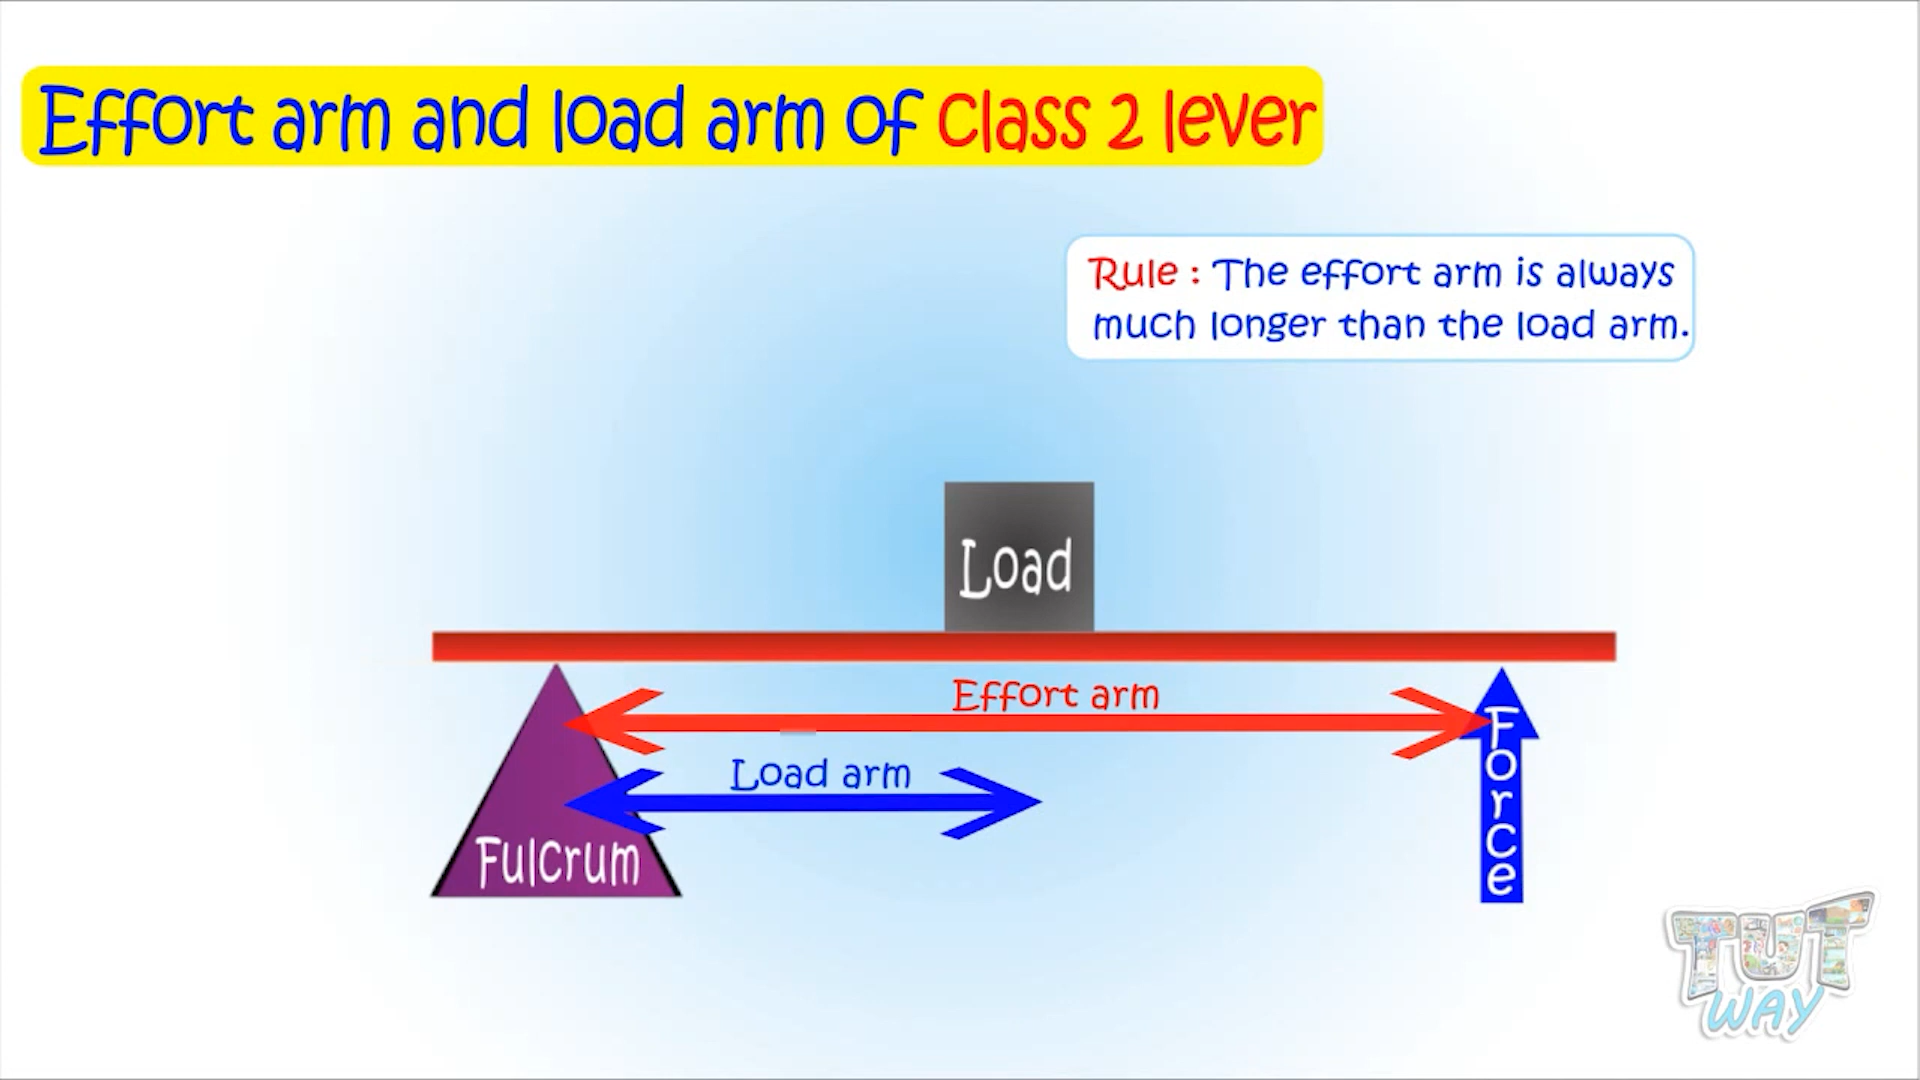 Effort arm and load arm of Class 2 lever
Rule : The effort arm is always
much longer than the load arm.
Load
Effort arm
Load arm
Fulcrum
Force
TUT
WAY